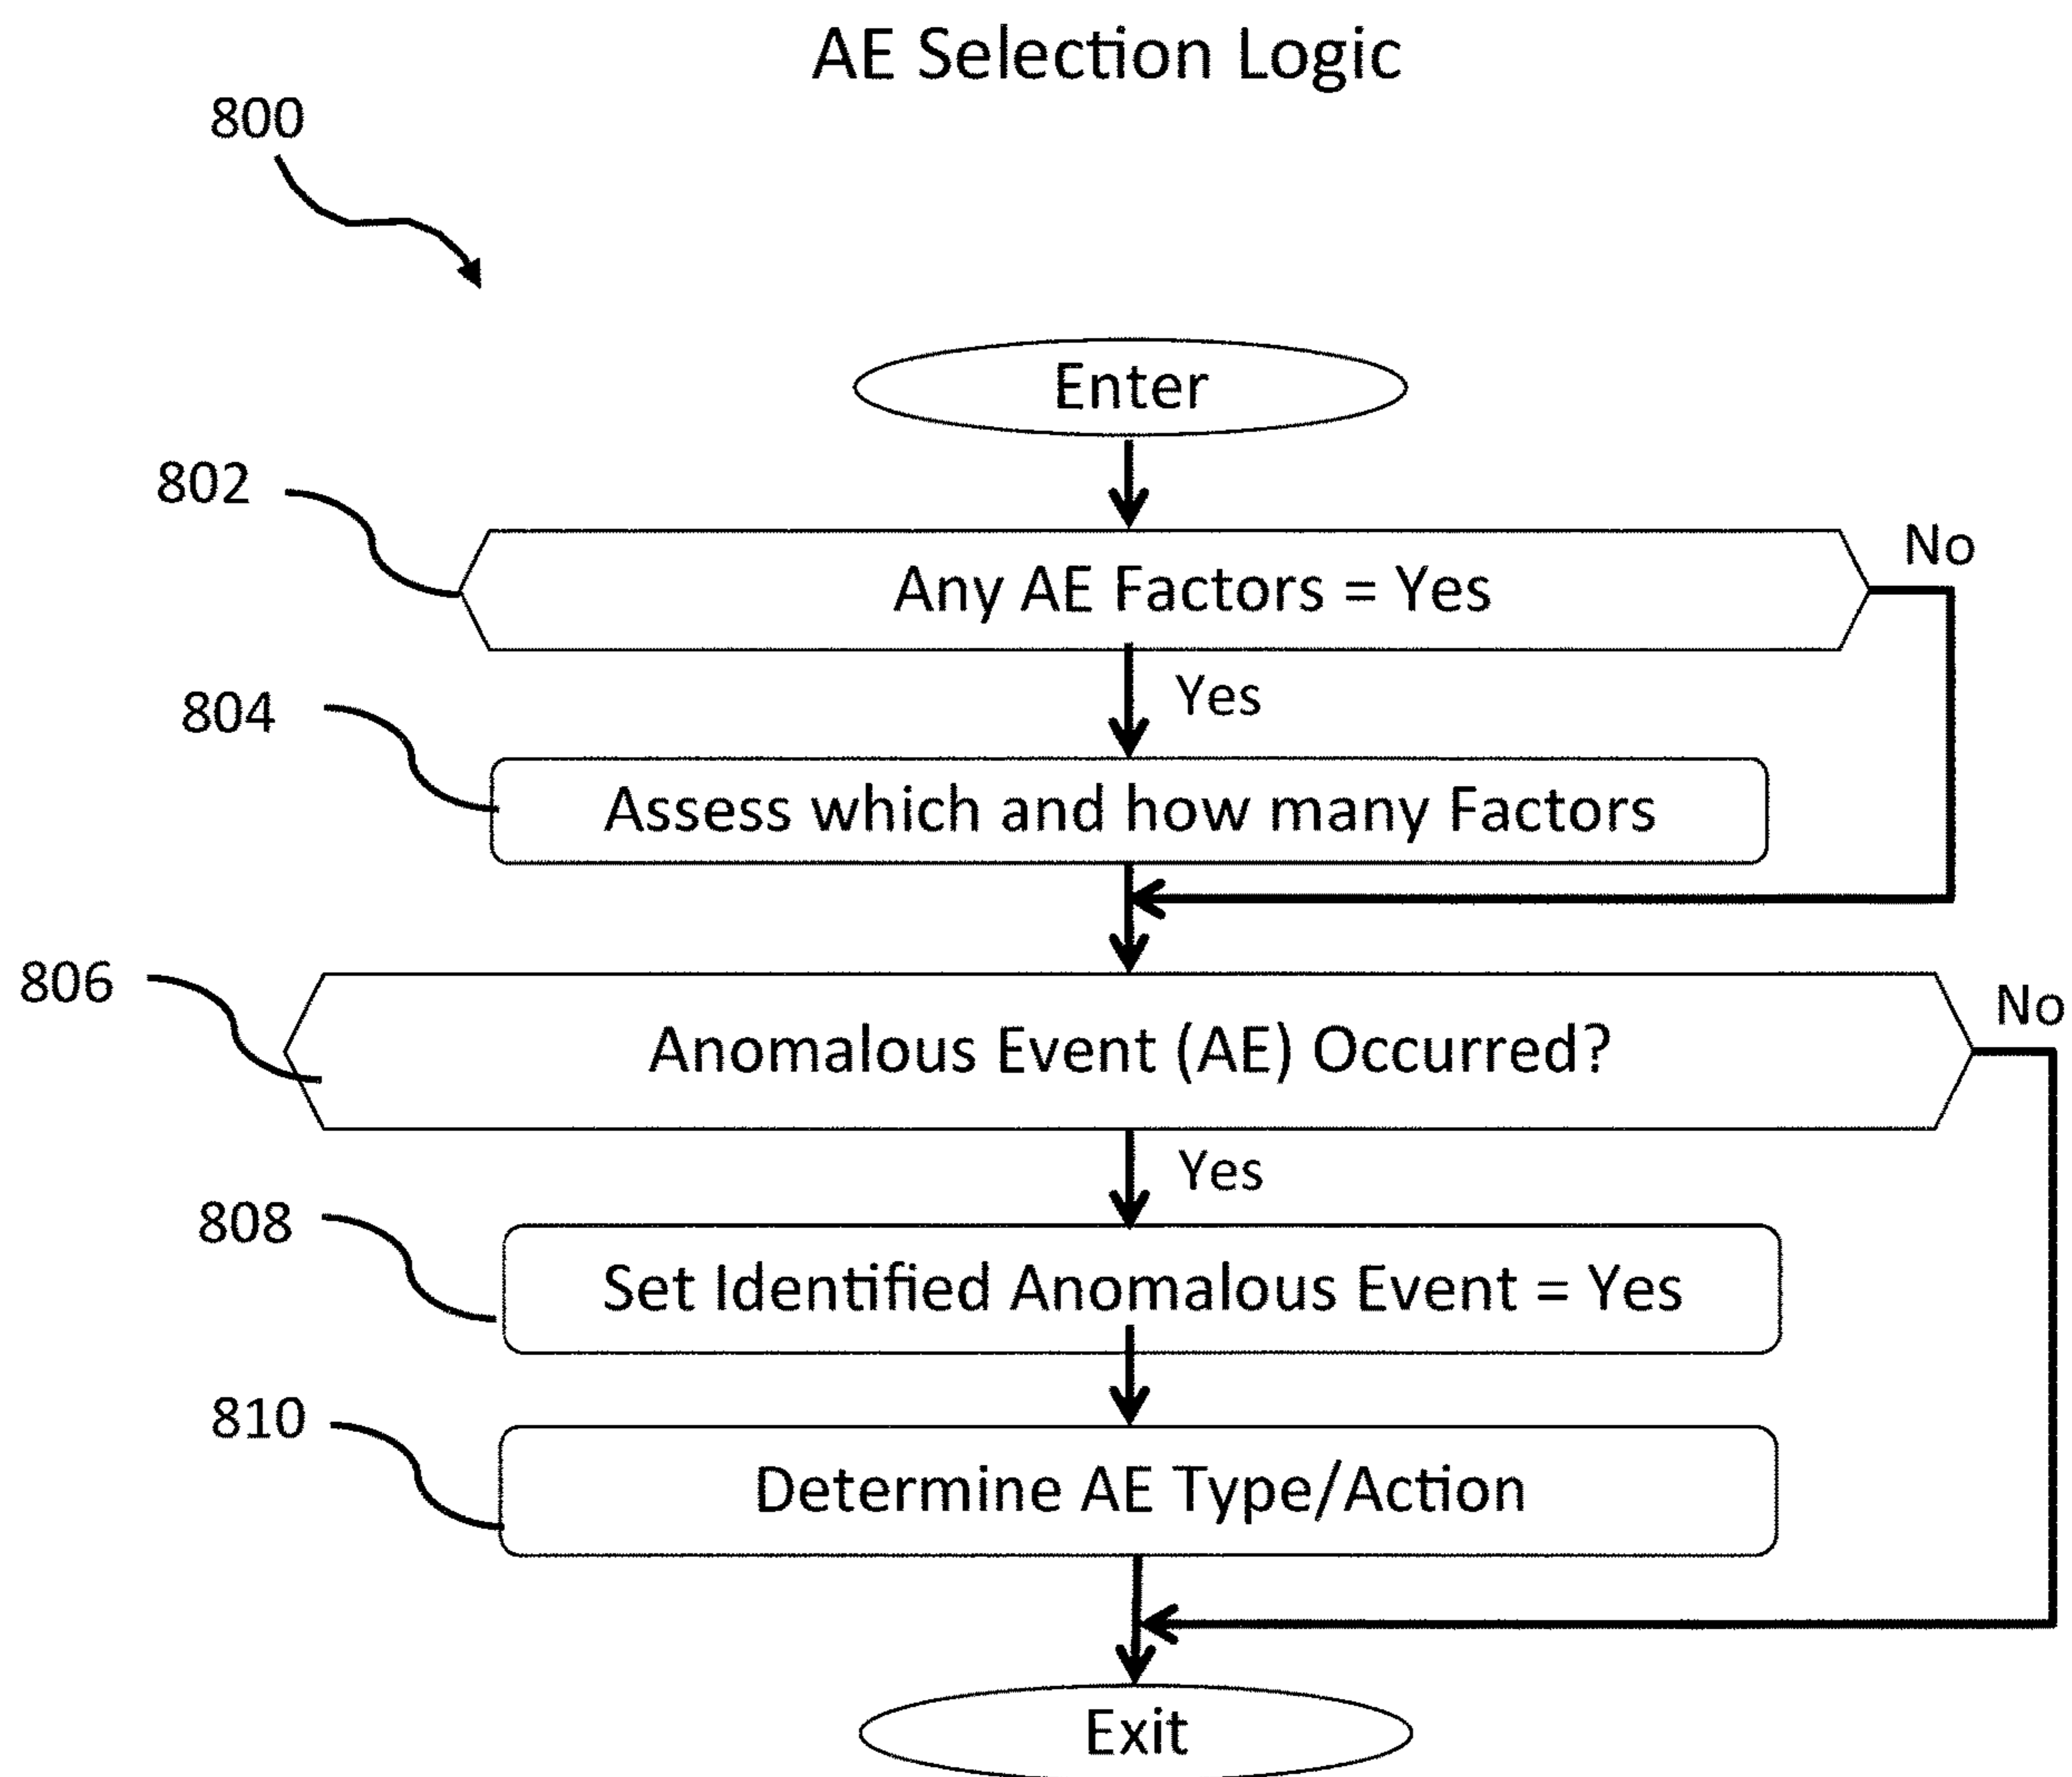 AE Selection Logic
800
Enter
802
Any AE Factors = Yes
No
Yes
804
Assess which and how many Factors
806
Anomalous Event (AE) Occurred?
No
Yes
808
Set Identified Anomalous Event = Yes
810
Determine AE Type/Action
Exit